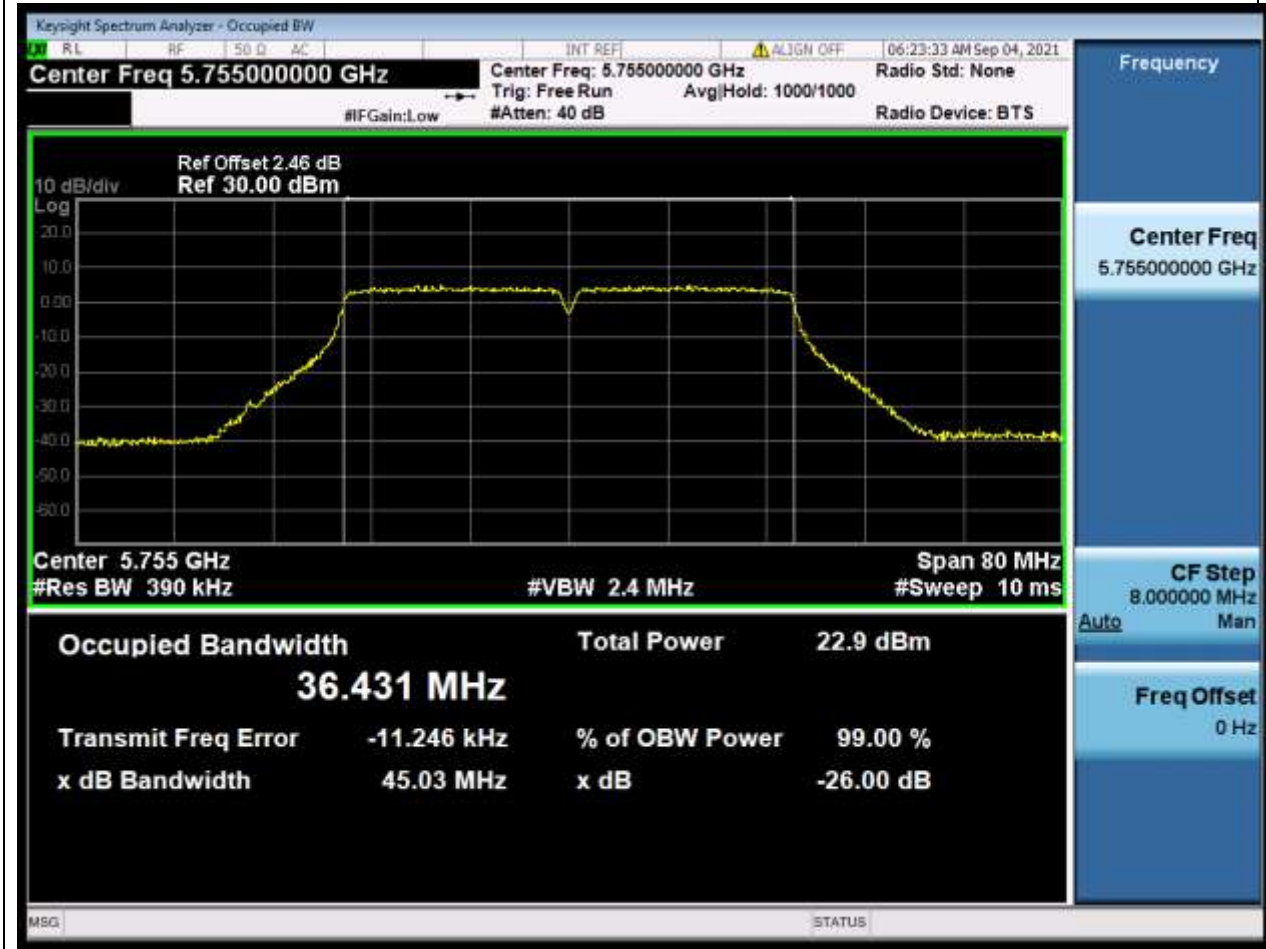 Keysight Spectrum Analyzer - Occupied BW
LXI RL RF 50 Ω AC INT REF ALIGN OFF 06:23:33 AM Sep 04, 2021
Center Freq 5.755000000 GHz
Center Freq: 5.755000000 GHz
Radio Std: None
Trig: Free Run Avg|Hold: 1000/1000
#IFGain:Low
#Atten: 40 dB
Radio Device: BTS
Ref Offset 2.46 dB
10 dB/div Ref 30.00 dBm
Log
20.0
10.0
0.00
-10.0
-20.0
-30.0
-40.0
-50.0
-60.0
Center 5.755 GHz Span 80 MHz
#Res BW 390 kHz #VBW 2.4 MHz #Sweep 10 ms
Occupied Bandwidth Total Power 22.9 dBm
36.431 MHz
Transmit Freq Error -11.246 kHz % of OBW Power 99.00 %
x dB Bandwidth 45.03 MHz x dB -26.00 dB
MSG STATUS
Frequency
Center Freq
5.755000000 GHz
CF Step
8.000000 MHz
Auto Man
Freq Offset
0 Hz